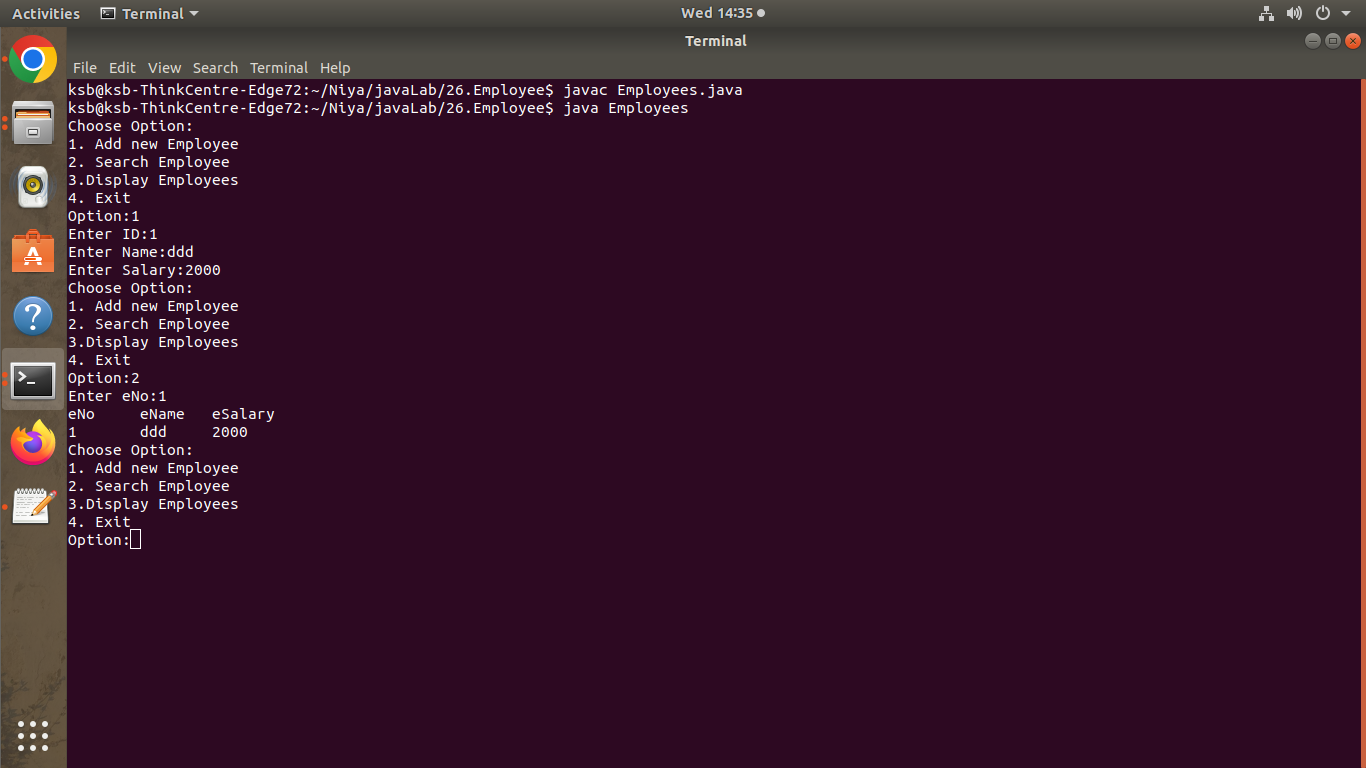 Activities Terminal Wed 14:35
Terminal
File Edit View Search Terminal Help
ksb@ksb-ThinkCentre-Edge72:~/Niya/javaLab/26.Employee$ javac Employees.java
ksb@ksb-ThinkCentre-Edge72:~/Niya/javaLab/26.Employee$ java Employees
Choose Option:
1. Add new Employee
2. Search Employee
3.Display Employees
4. Exit
Option:1
Enter ID:1
Enter Name:ddd
Enter Salary:2000
Choose Option:
1. Add new Employee
2. Search Employee
3.Display Employees
4. Exit
Option:2
Enter eNo:1
eNo eName eSalary
1 ddd 2000
Choose Option:
1. Add new Employee
2. Search Employee
3.Display Employees
4. Exit
Option: